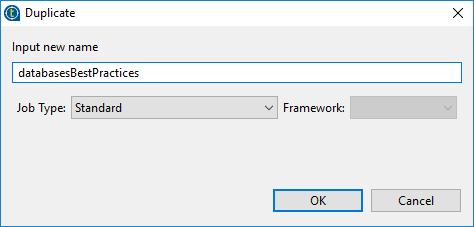 Duplicate
Input new name
databasesBestPractices
Job Type: Standard Framework:
OK Cancel